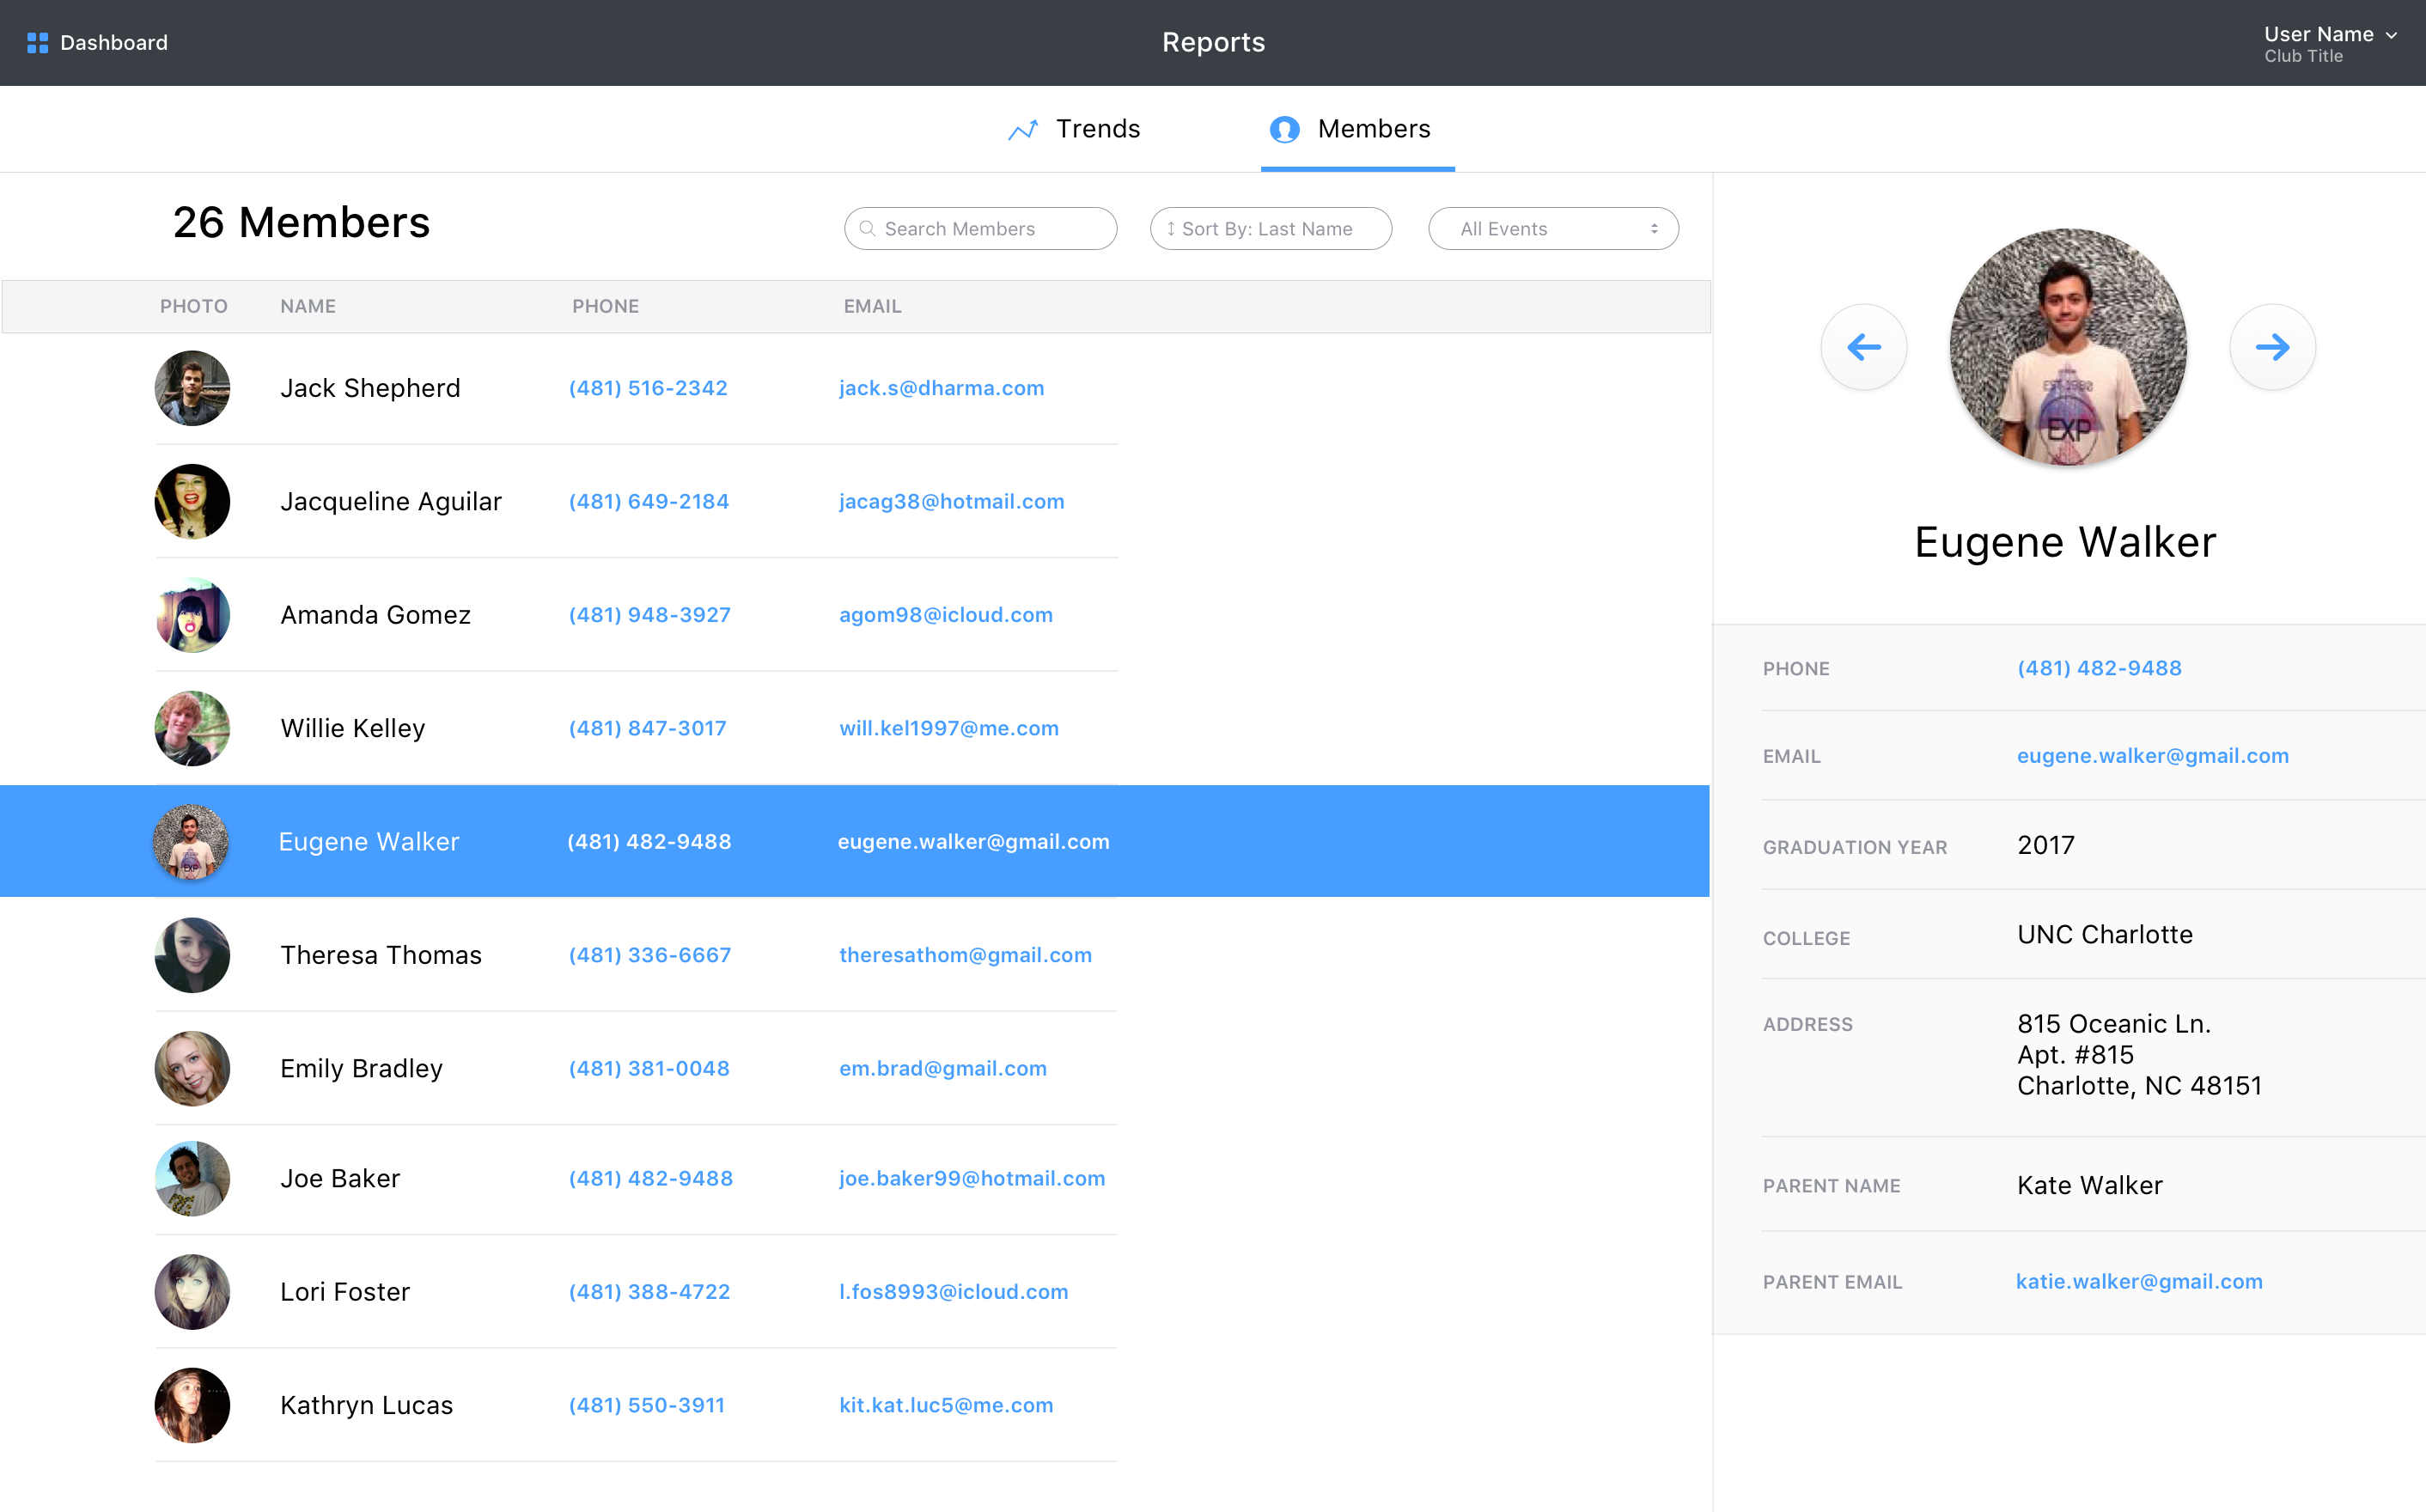 Dashboard
Reports
User Name
Club Title
Trends
Members
26 Members
Search Members
Sort By: Last Name
All Events
PHOTO NAME PHONE EMAIL
Jack Shepherd (481) 516-2342 jack.s@dharma.com
Jacqueline Aguilar (481) 649-2184 jacag38@hotmail.com
Amanda Gomez (481) 948-3927 agom98@icloud.com
Willie Kelley (481) 847-3017 will.kel1997@me.com
Eugene Walker (481) 482-9488 eugene.walker@gmail.com
Theresa Thomas (481) 336-6667 theresathom@gmail.com
Emily Bradley (481) 381-0048 em.brad@gmail.com
Joe Baker (481) 482-9488 joe.baker99@hotmail.com
Lori Foster (481) 388-4722 l.fos8993@icloud.com
Kathryn Lucas (481) 550-3911 kit.kat.luc5@me.com
EST 1980
EXP
Eugene Walker
PHONE (481) 482-9488
EMAIL eugene.walker@gmail.com
GRADUATION YEAR 2017
COLLEGE UNC Charlotte
ADDRESS 815 Oceanic Ln.
Apt. #815
Charlotte, NC 48151
PARENT NAME Kate Walker
PARENT EMAIL katie.walker@gmail.com